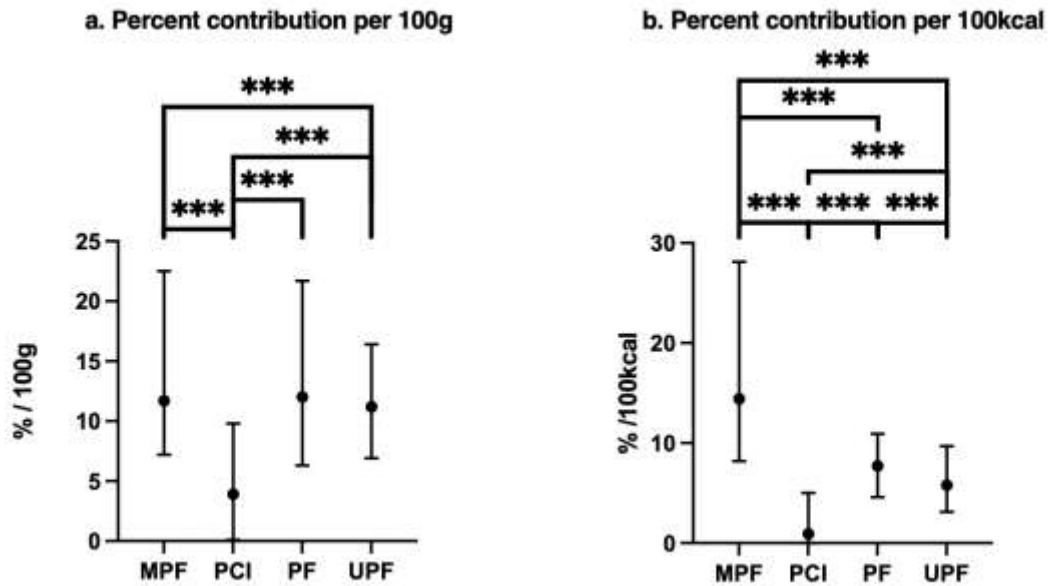 a. Percent contribution per 100g
***
***
***
***
25
20
15
10
5
0
% / 100g
MPF PCI PF UPF
b. Percent contribution per 100kcal
***
***
***
*** *** ***
30
20
10
0
% /100kcal
MPF PCI PF UPF